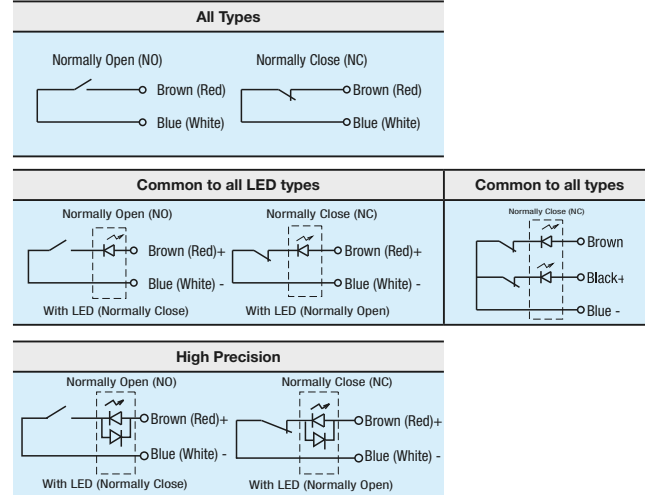 All Types
Normally Open (NO)
Normally Close (NC)
Brown (Red)
Brown (Red)
Blue (White)
Blue (White)
Common to all LED types
Common to all types
Normally Open (NO)
Normally Close (NC)
Normally Close (NC)
Brown (Red)+
Brown (Red)+
Brown
Blue (White) -
Blue (White) -
Black+
Blue -
With LED (Normally Close)
With LED (Normally Open)
High Precision
Normally Open (NO)
Normally Close (NC)
Brown (Red)+
Brown (Red)+
Blue (White) -
Blue (White) -
With LED (Normally Close)
With LED (Normally Open)